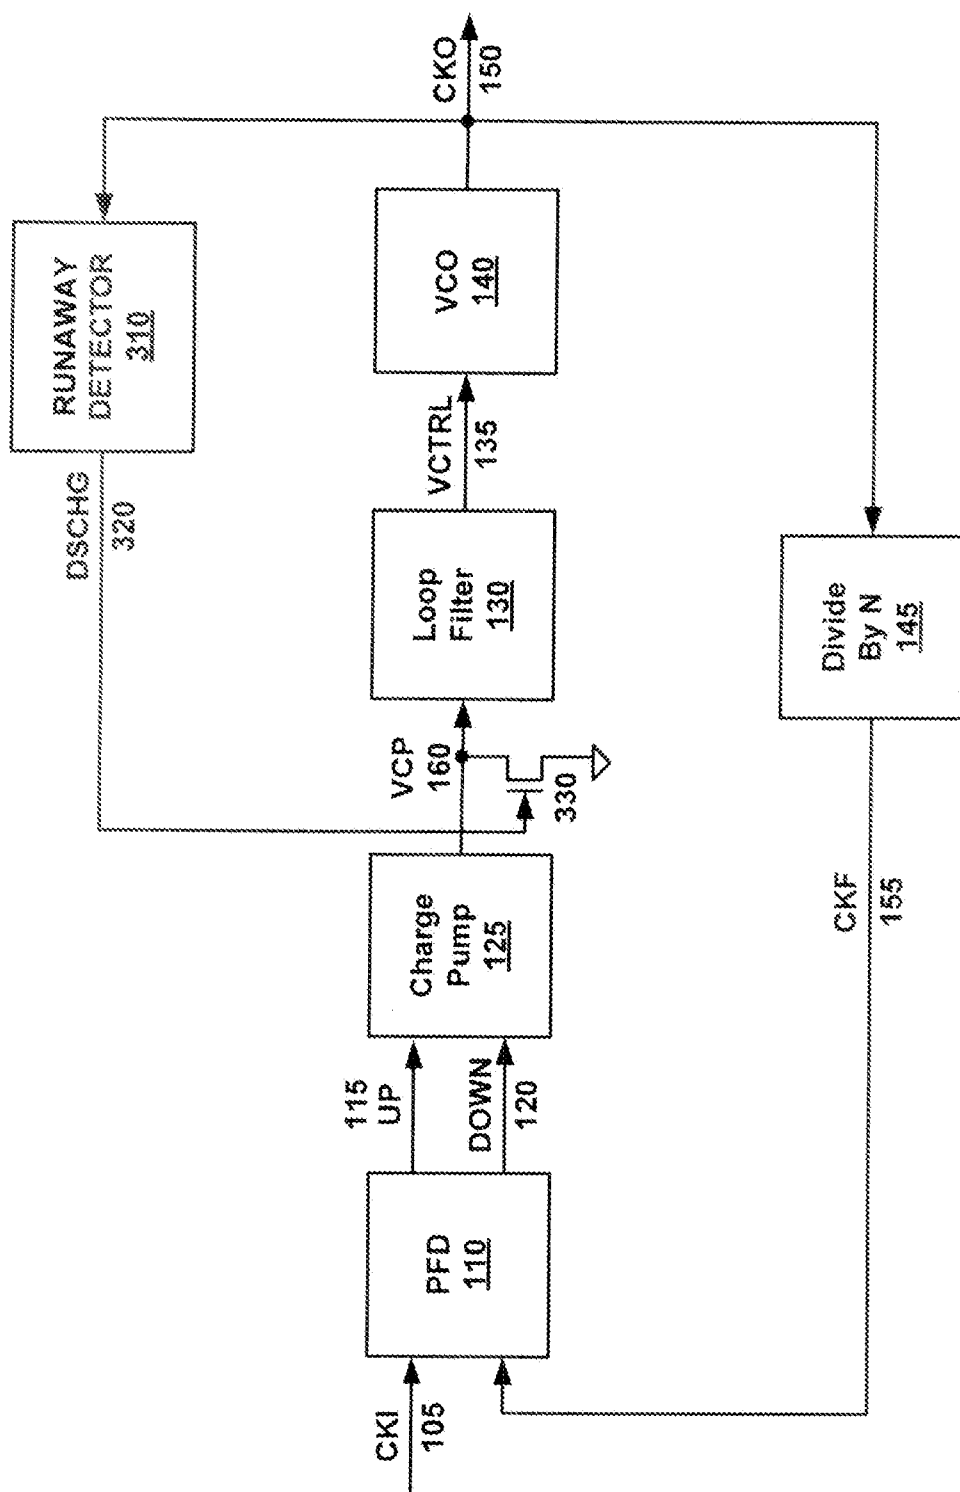 RUNAWAY
DETECTOR
310
DSCHG
320
CKI
105
PFD
110
115
UP
DOWN
120
Charge
Pump
125
VCP
160
330
Loop
Filter
130
VCTRL
135
VCO
140
CKO
150
CKF
155
Divide
By N
145